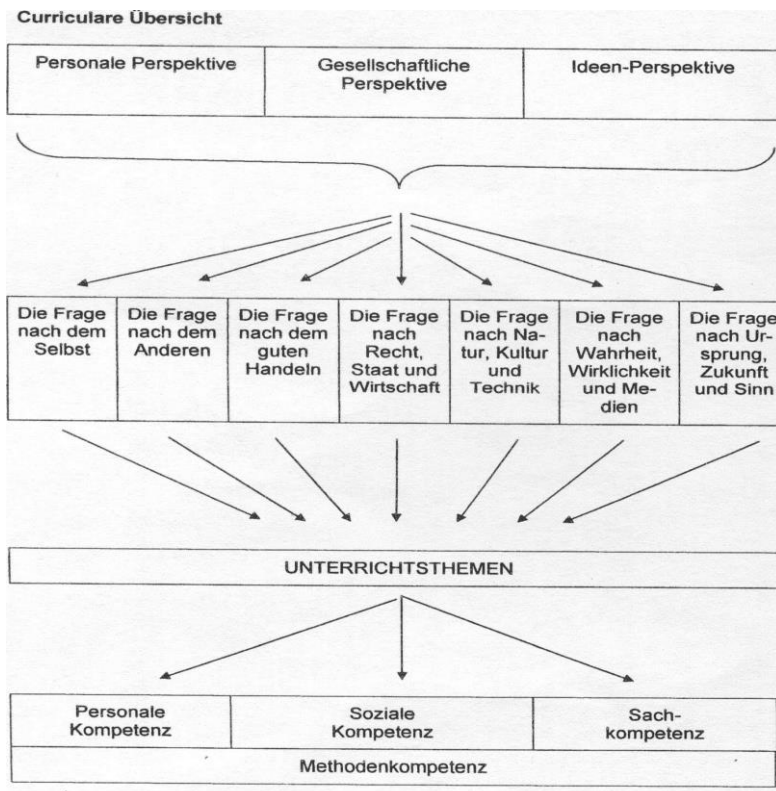 Curriculare Übersicht
Personale Perspektive
Gesellschaftliche
Perspektive
Ideen-Perspektive
Die Frage
nach dem
Selbst
Die Frage
nach dem
Anderen
Die Frage
nach dem
guten
Handeln
Die Frage
nach
Recht,
Staat und
Wirtschaft
Die Frage
nach Na-
tur, Kultur
und
Technik
Die Frage
nach
Wahrheit,
Wirklichkeit
und Me-
dien
Die Frage
nach Ur-
sprung,
Zukunft
und Sinn
UNTERRICHTSTHEMEN
Personale
Kompetenz
Soziale
Kompetenz
Sach-
kompetenz
Methodenkompetenz